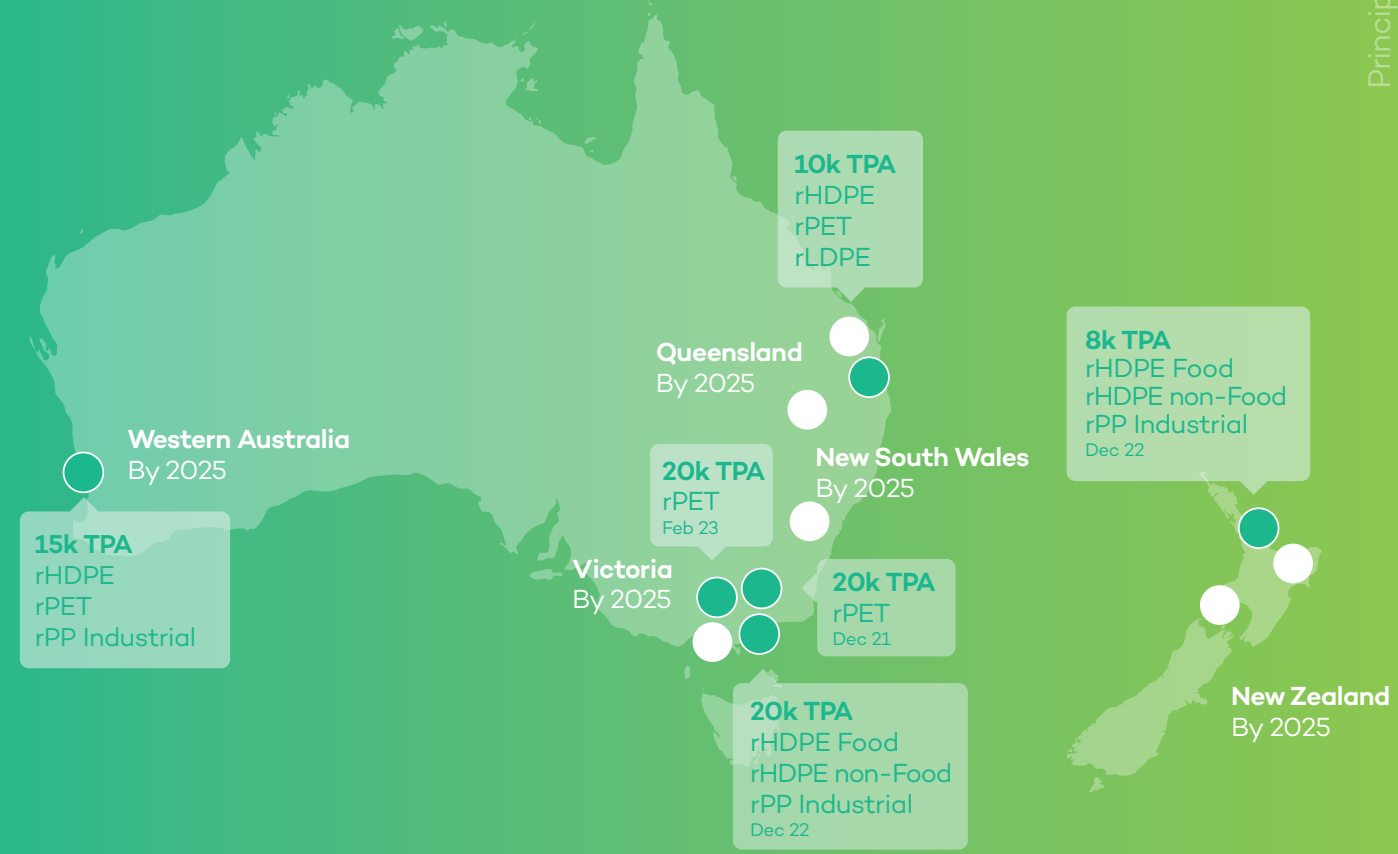 Princip
10k TPA
rHDPE
rPET
rLDPE
Queensland
By 2025
8k TPA
rHDPE Food
rHDPE non-Food
rPP Industrial
Dec 22
Western Australia
By 2025
15k TPA
rHDPE
rPET
rPP Industrial
New South Wales
By 2025
20k TPA
rPET
Feb 23
Victoria
By 2025
20k TPA
rPET
Dec 21
20k TPA
rHDPE Food
rHDPE non-Food
rPP Industrial
Dec 22
New Zealand
By 2025